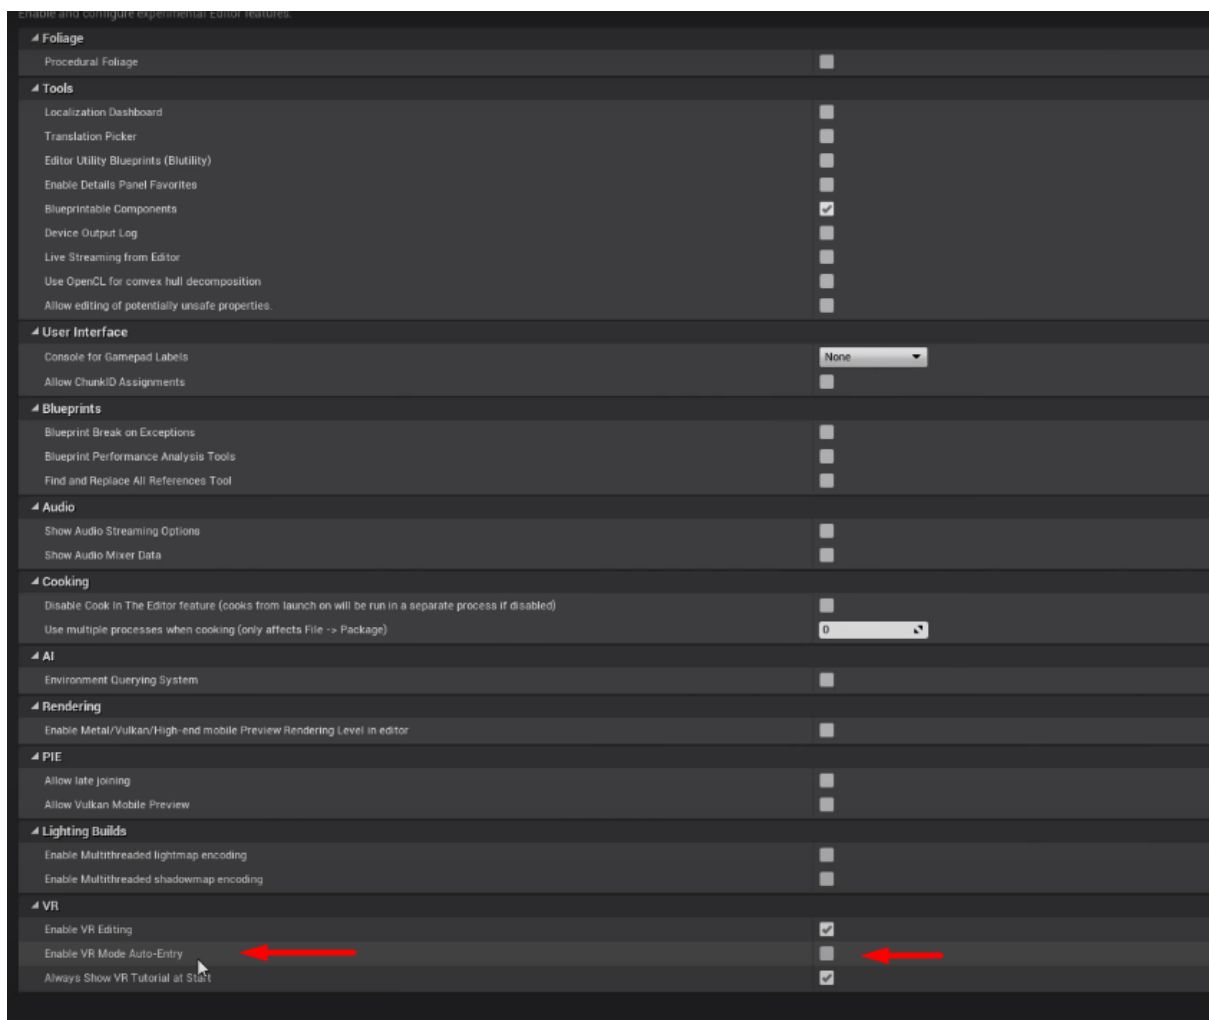 Enable and configure experimental Editor features.
Foliage
Procedural Foliage
Tools
Localization Dashboard
Translation Picker
Editor Utility Blueprints (Blutility)
Enable Details Panel Favorites
Blueprintable Components
Device Output Log
Live Streaming from Editor
Use OpenCL for convex hull decomposition
Allow editing of potentially unsafe properties.
User Interface
Console for Gamepad Labels None
Allow ChunkID Assignments
Blueprints
Blueprint Break on Exceptions
Blueprint Performance Analysis Tools
Find and Replace All References Tool
Audio
Show Audio Streaming Options
Show Audio Mixer Data
Cooking
Disable Cook In The Editor feature (cooks from launch on will be run in a separate process if disabled)
Use multiple processes when cooking (only affects File -> Package) 0
AI
Environment Querying System
Rendering
Enable Metal/Vulkan/High-end mobile Preview Rendering Level in editor
PIE
Allow late joining
Allow Vulkan Mobile Preview
Lighting Builds
Enable Multithreaded lightmap encoding
Enable Multithreaded shadowmap encoding
VR
Enable VR Editing
Enable VR Mode Auto-Entry
Always Show VR Tutorial at Start